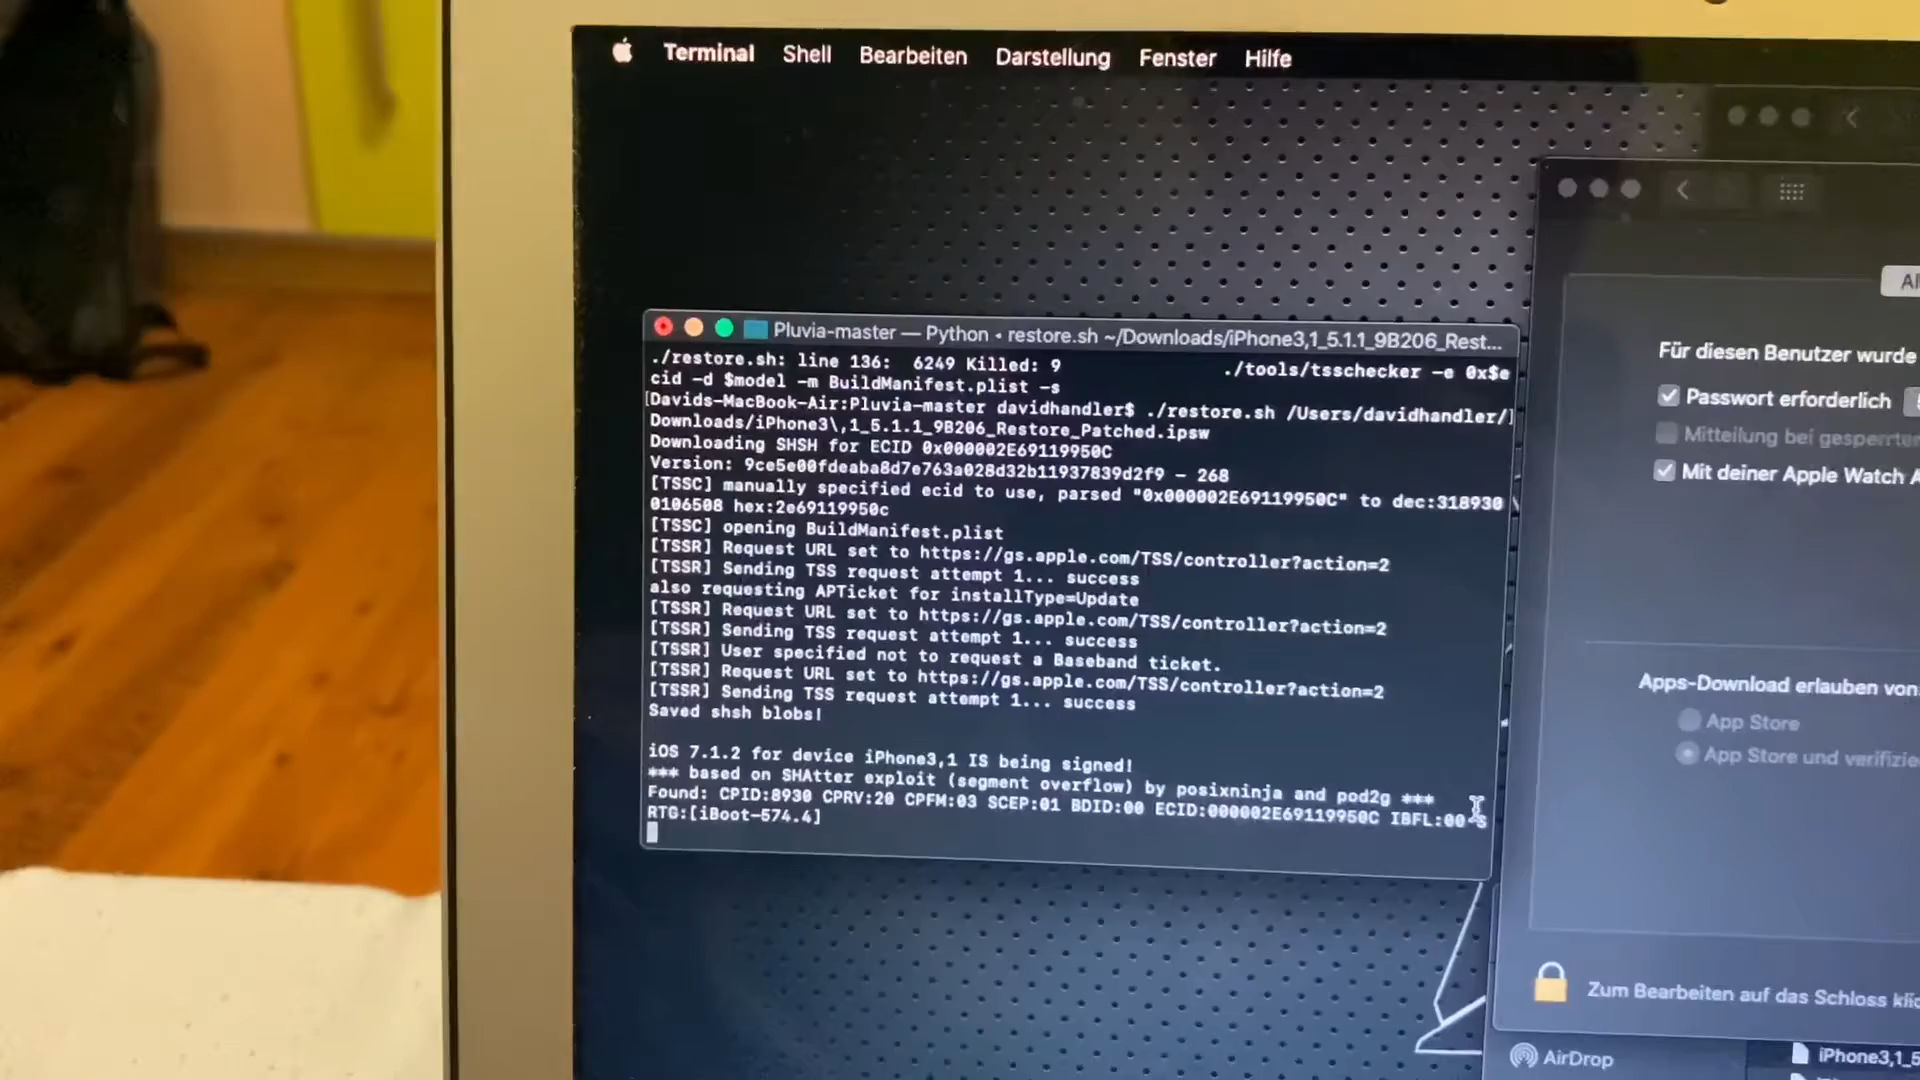 Terminal Shell Bearbeiten Darstellung Fenster Hilfe
Pluvia-master — Python • restore.sh ~/Downloads/iPhone3,1_5.1.1_9B206_Rest...
./restore.sh: line 136: 6249 Killed: 9 ./tools/tsschecker -e 0x$e
cid -d $model -m BuildManifest.plist -s
[Davids-MacBook-Air:Pluvia-master davidhandler$ ./restore.sh /Users/davidhandler/]
Downloads/iPhone3\,1_5.1.1_9B206_Restore_Patched.ipsw
Downloading SHSH for ECID 0x000002E69119950C
Version: 9ce5e00fdeaba8d7e763a028d32b11937839d2f9 - 268
[TSSC] manually specified ecid to use, parsed "0x000002E69119950C" to dec:318930
0106508 hex:2e69119950c
[TSSC] opening BuildManifest.plist
[TSSR] Request URL set to https://gs.apple.com/TSS/controller?action=2
[TSSR] Sending TSS request attempt 1... success
also requesting APTicket for installType=Update
[TSSR] Request URL set to https://gs.apple.com/TSS/controller?action=2
[TSSR] Sending TSS request attempt 1... success
[TSSR] User specified not to request a Baseband ticket.
[TSSR] Request URL set to https://gs.apple.com/TSS/controller?action=2
[TSSR] Sending TSS request attempt 1... success
Saved shsh blobs!
iOS 7.1.2 for device iPhone3,1 IS being signed!
*** based on SHAtter exploit (segment overflow) by posixninja and pod2g ***
Found: CPID:8930 CPRV:20 CPFM:03 SCEP:01 BDID:00 ECID:000002E69119950C IBFL:00 S
RTG:[iBoot-574.4]
Für diesen Benutzer wurde
Passwort erforderlich
Mitteilung bei gesperrten
Mit deiner Apple Watch A
Apps-Download erlauben von:
App Store
App Store und verifizie
Zum Bearbeiten auf das Schloss klic
AirDrop
iPhone3,1_5